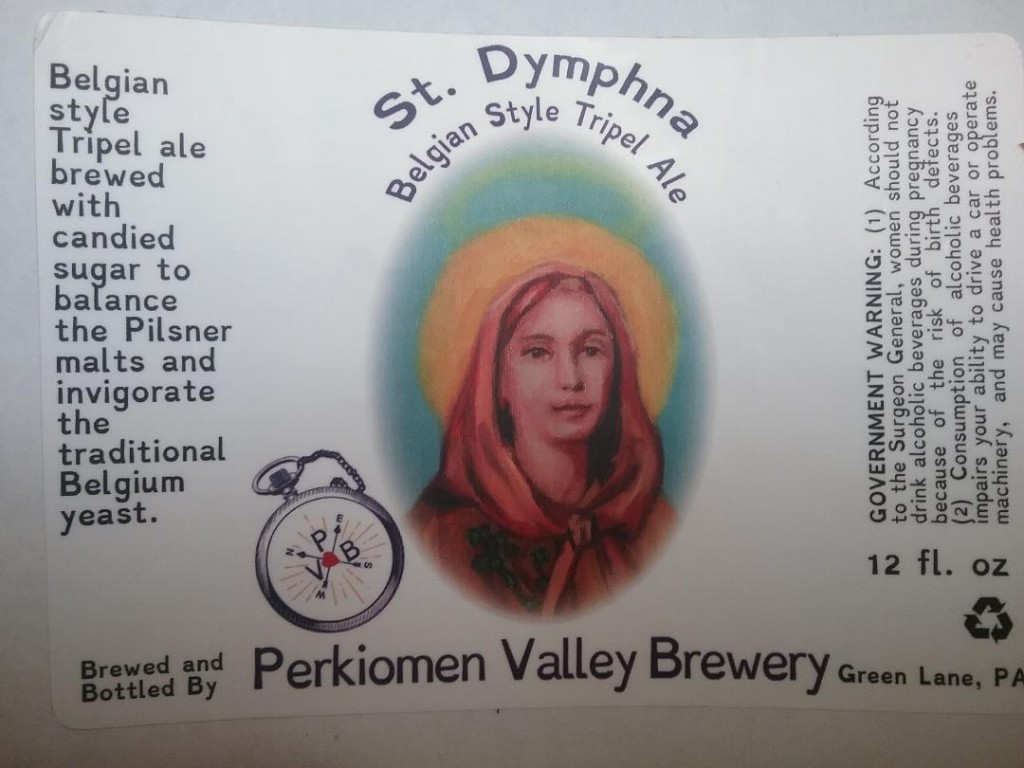 Belgian
style
Tripel ale
brewed
with
candied
sugar to
balance
the Pilsner
malts and
invigorate
the
traditional
Belgium
yeast.
St. Dymphna
Belgian Style Tripel Ale
N
E
S
W
P
V
B
GOVERNMENT WARNING: (1) According
to the Surgeon General, women should not
drink alcoholic beverages during pregnancy
because of the risk of birth defects.
(2) Consumption of alcoholic beverages
impairs your ability to drive a car or operate
machinery, and may cause health problems.
12 fl. oz
Brewed and
Bottled By
Perkiomen Valley Brewery
Green Lane, PA